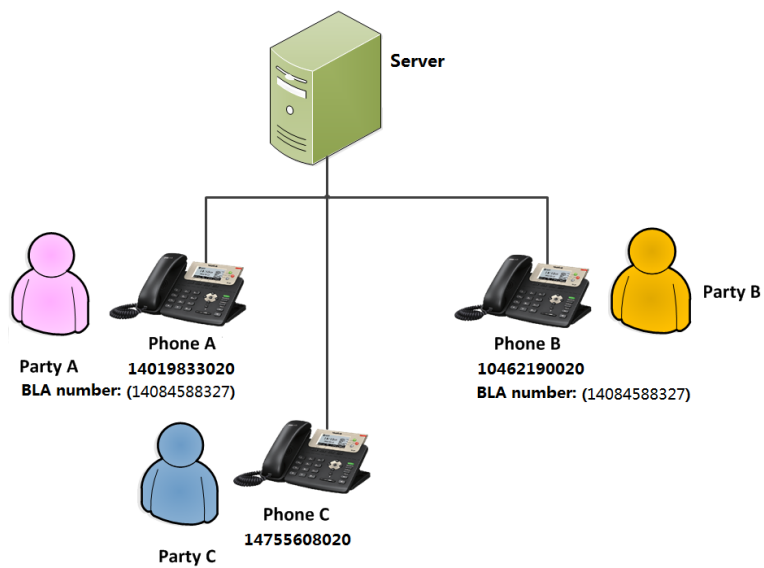 Server
Party A
Phone A
14019833020
BLA number: (14084588327)
Phone B
Party B
10462190020
BLA number: (14084588327)
Phone C
14755608020
Party C